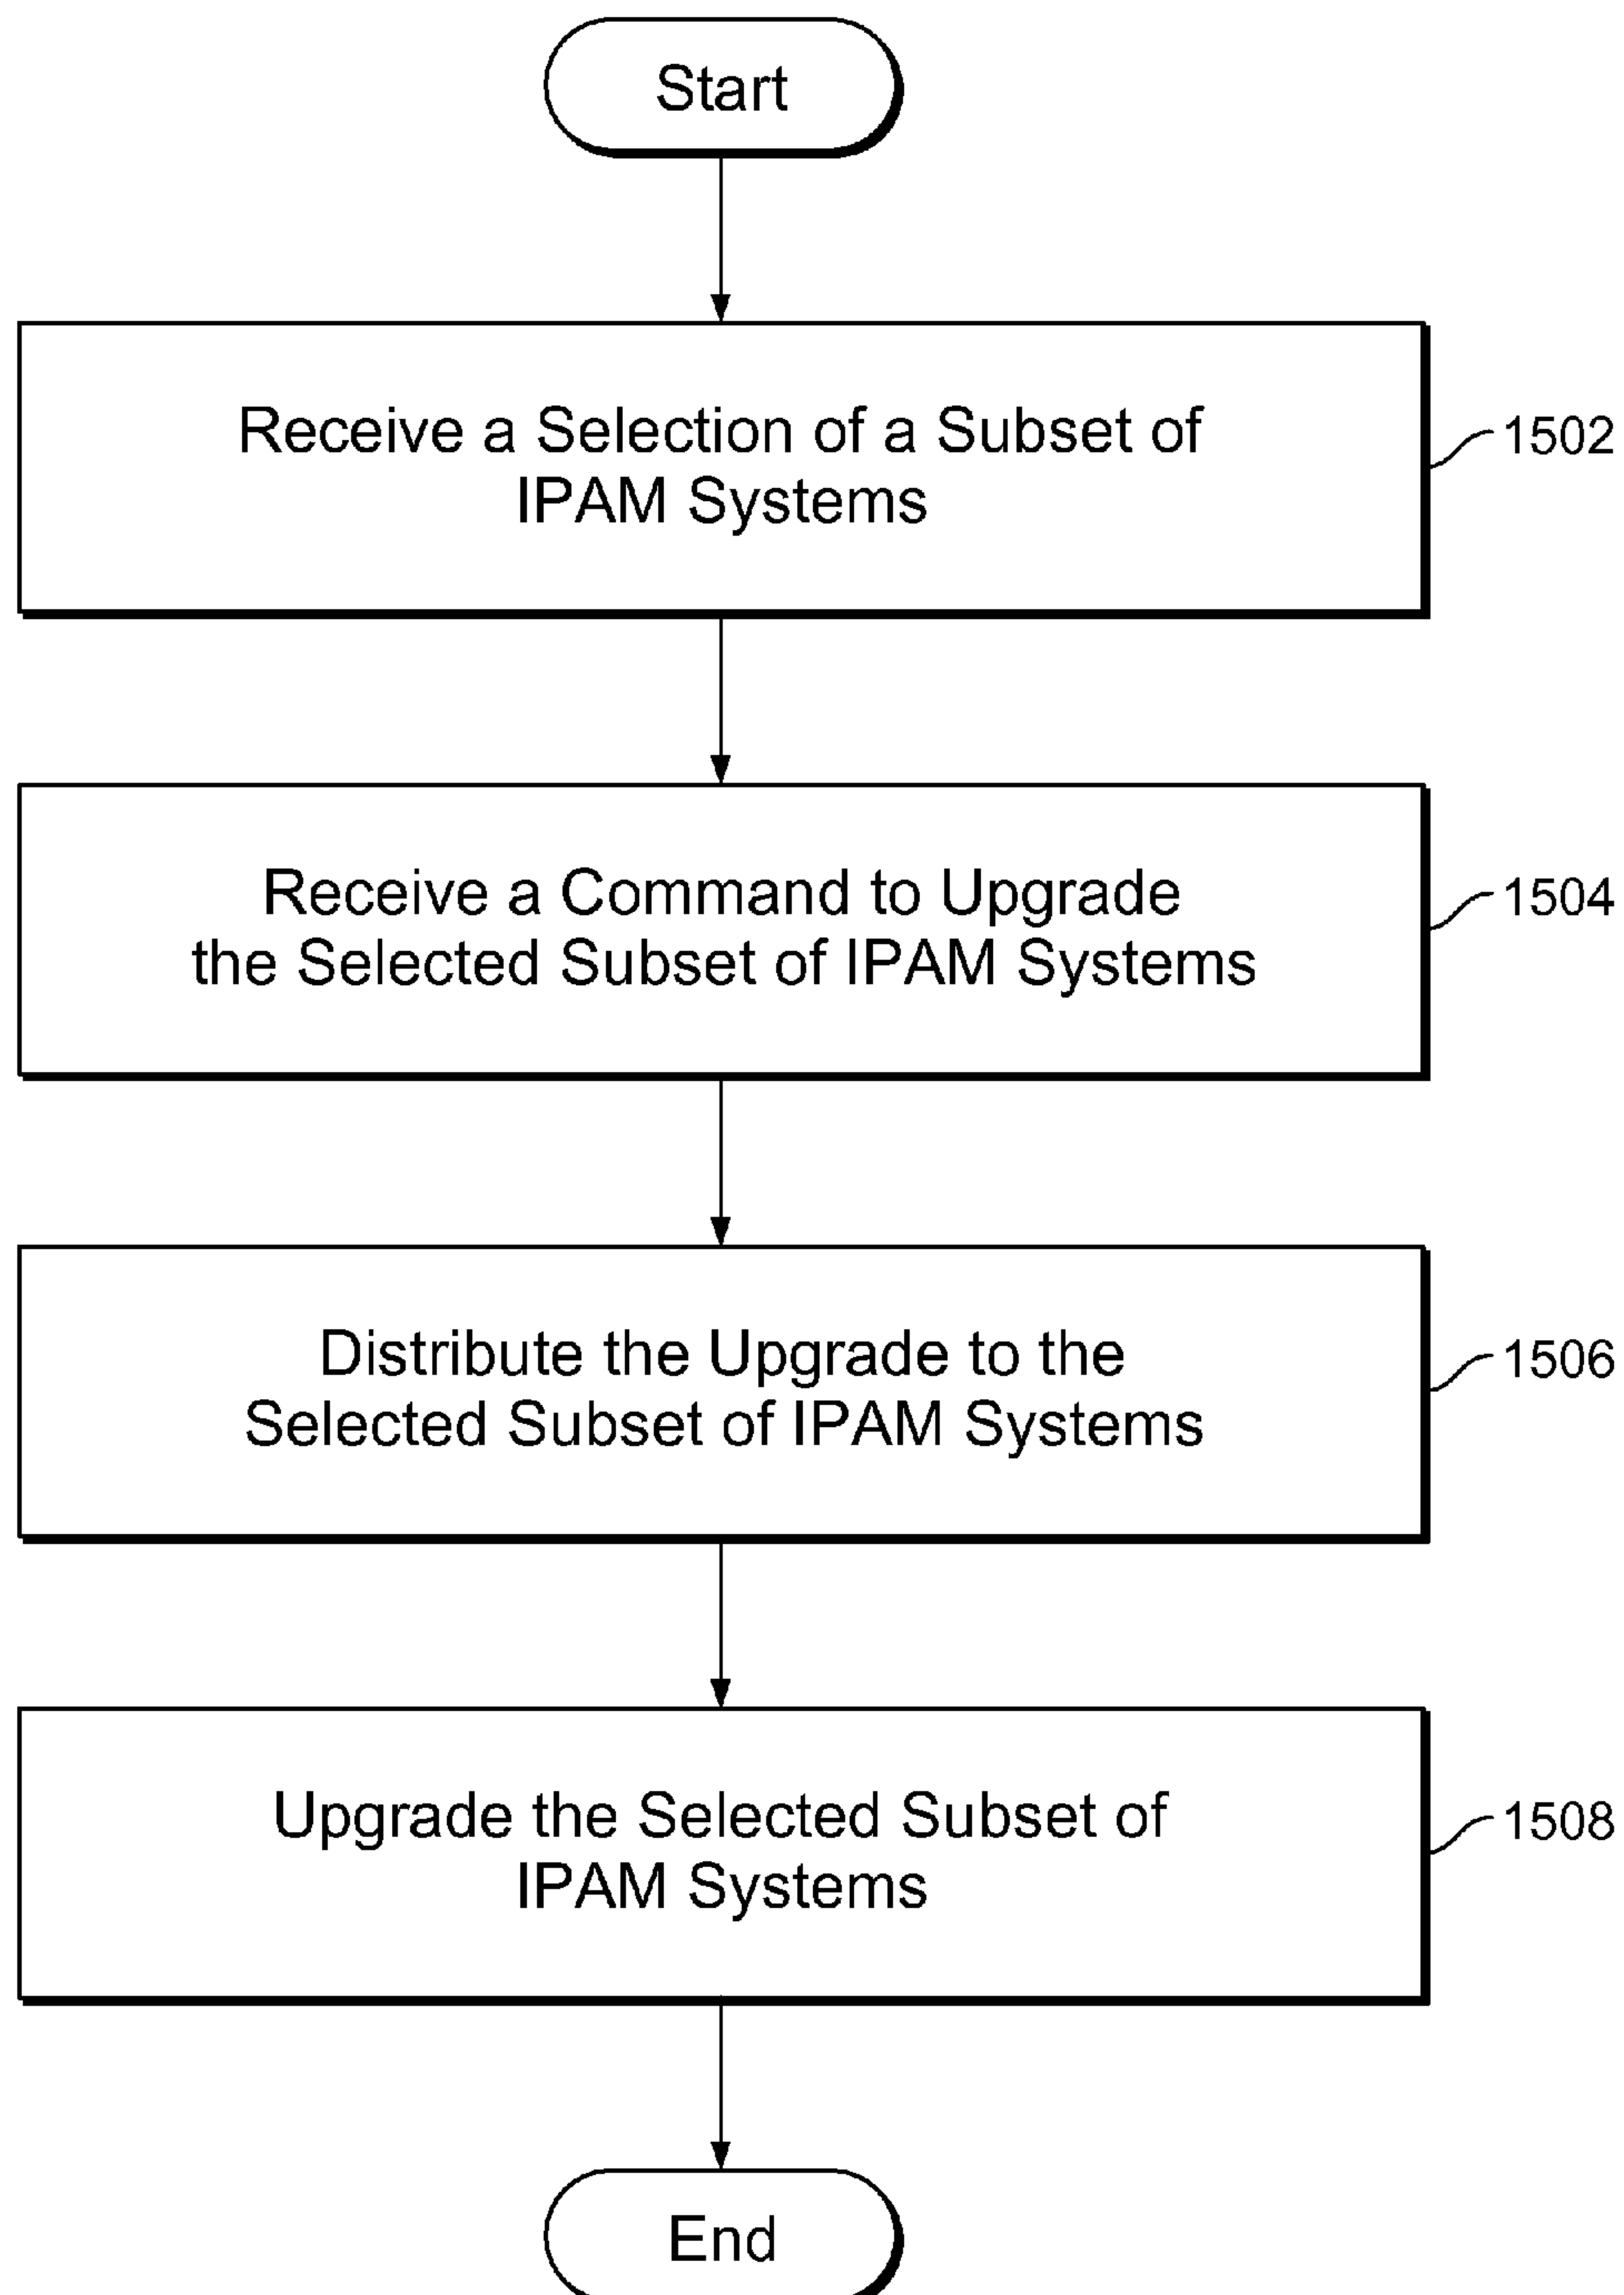 Start
Receive a Selection of a Subset of
IPAM Systems
1502
Receive a Command to Upgrade
the Selected Subset of IPAM Systems
1504
Distribute the Upgrade to the
Selected Subset of IPAM Systems
1506
Upgrade the Selected Subset of
IPAM Systems
1508
End